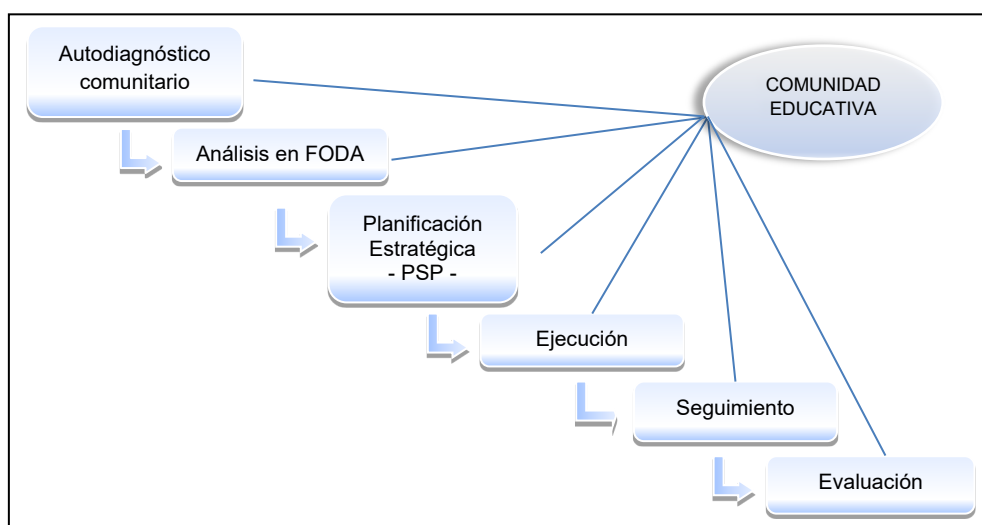 Autodiagnóstico
comunitario
COMUNIDAD
EDUCATIVA
Análisis en FODA
Planificación
Estratégica
- PSP -
Ejecución
Seguimiento
Evaluación